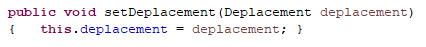 public void setDeplacement(Deplacement deplacement)
{   this.deplacement = deplacement; }